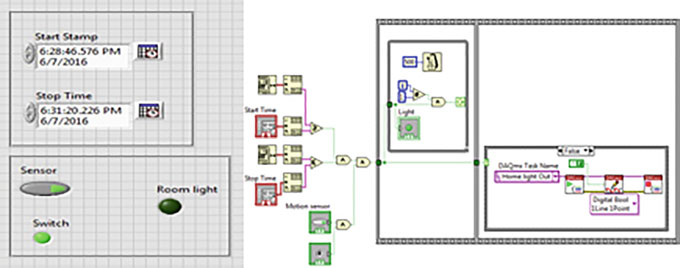 Start Stamp
6:28:46.576 PM
6/7/2016
Stop Time
6:31:20.226 PM
6/7/2016
Sensor
Room light
Switch
Start Time
Stop Time
Motion sensor
500
Light
False
DAQmx Task Name
Home light Out
Digital Bool
1Line 1Point